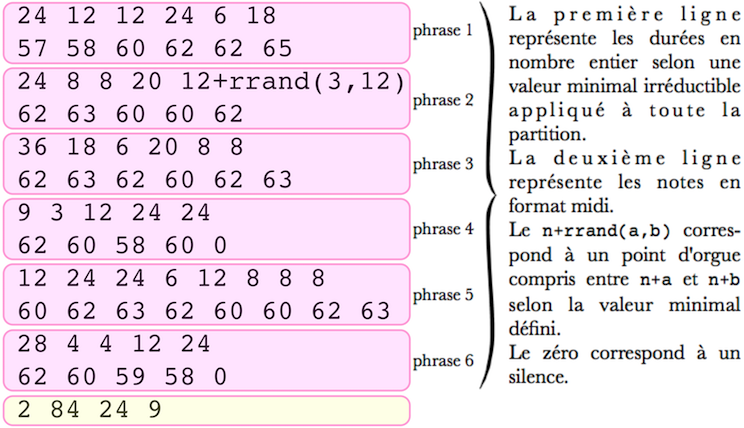 24 12 12 24 6 18
57 58 60 62 62 65
phrase 1
24 8 8 20 12+rrand(3,12)
62 63 60 60 62
phrase 2
36 18 6 20 8 8
62 63 62 60 62 63
phrase 3
9 3 12 24 24
62 60 58 60 0
phrase 4
12 24 24 6 12 8 8 8
60 62 63 62 60 60 62 63
phrase 5
28 4 4 12 24
62 60 59 58 0
phrase 6
2 84 24 9
La première ligne
représente les durées en
nombre entier selon une
valeur minimal irréductible
appliqué à toute la
partition.
La deuxième ligne
représente les notes en
format midi.
Le n+rrand(a,b) corres-
pond à un point d'orgue
compris entre n+a et n+b
selon la valeur minimal
défini.
Le zéro correspond à un
silence.